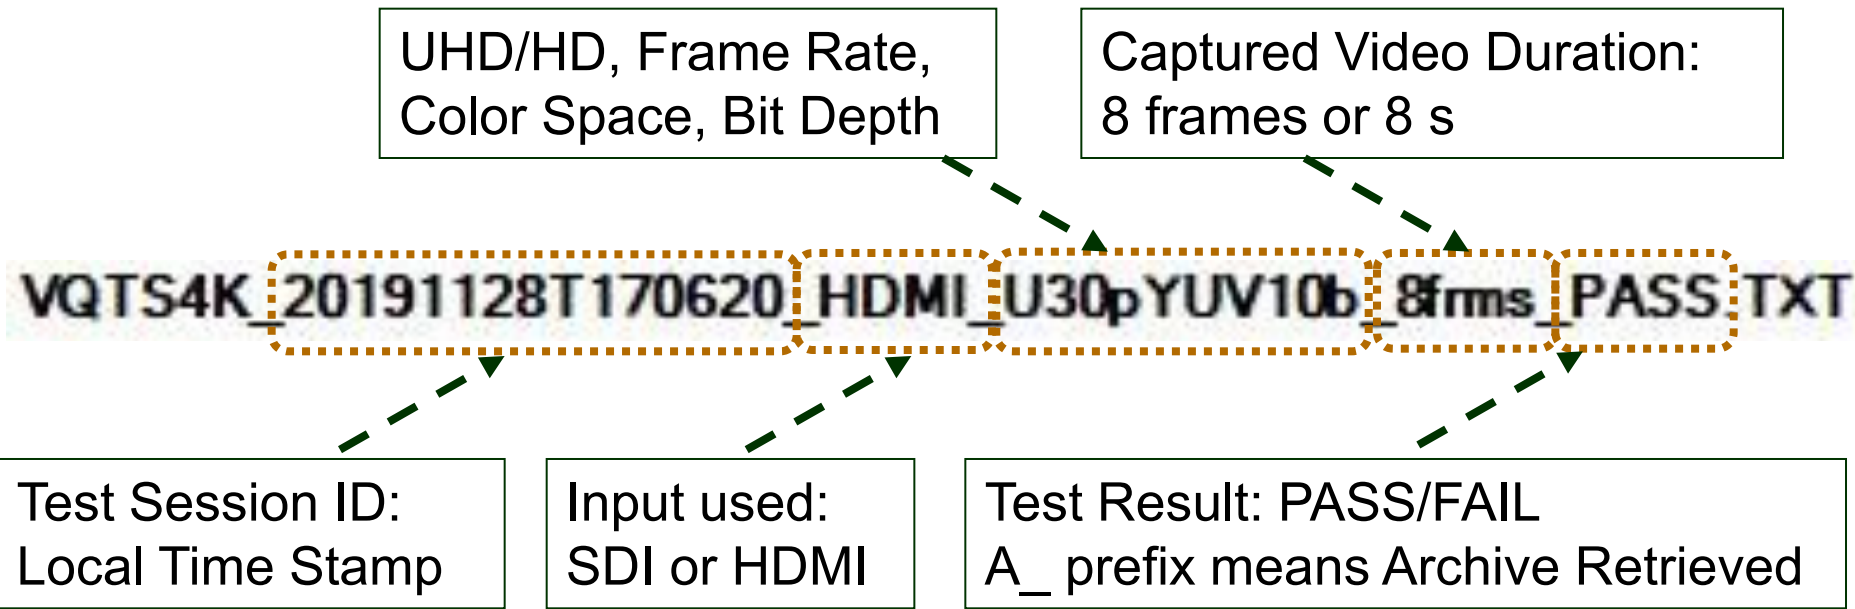 UHD/HD, Frame Rate,
Color Space, Bit Depth
Captured Video Duration:
8 frames or 8 s
VQTS4K_20191128T170620_HDMI_U30pYUV10b_8frms_PASS.TXT
Test Session ID:
Local Time Stamp
Input used:
SDI or HDMI
Test Result: PASS/FAIL
A_ prefix means Archive Retrieved